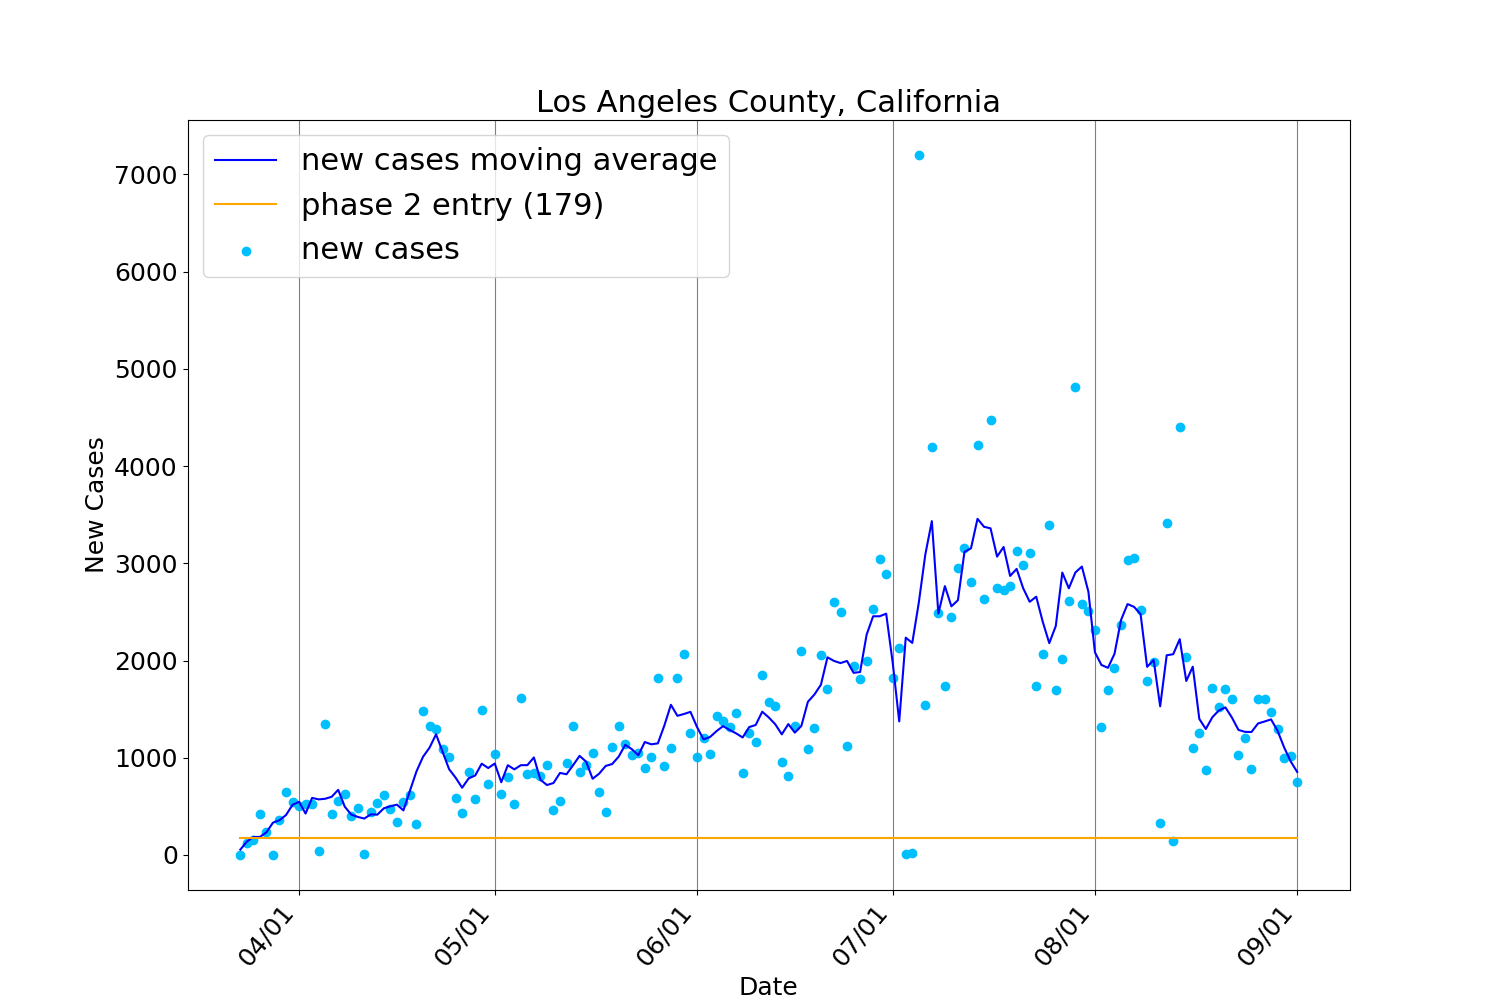 Los Angeles County, California
new cases moving average
phase 2 entry (179)
new cases
7000
6000
5000
4000
3000
2000
1000
0
New Cases
04/01
05/01
06/01
07/01
08/01
09/01
Date